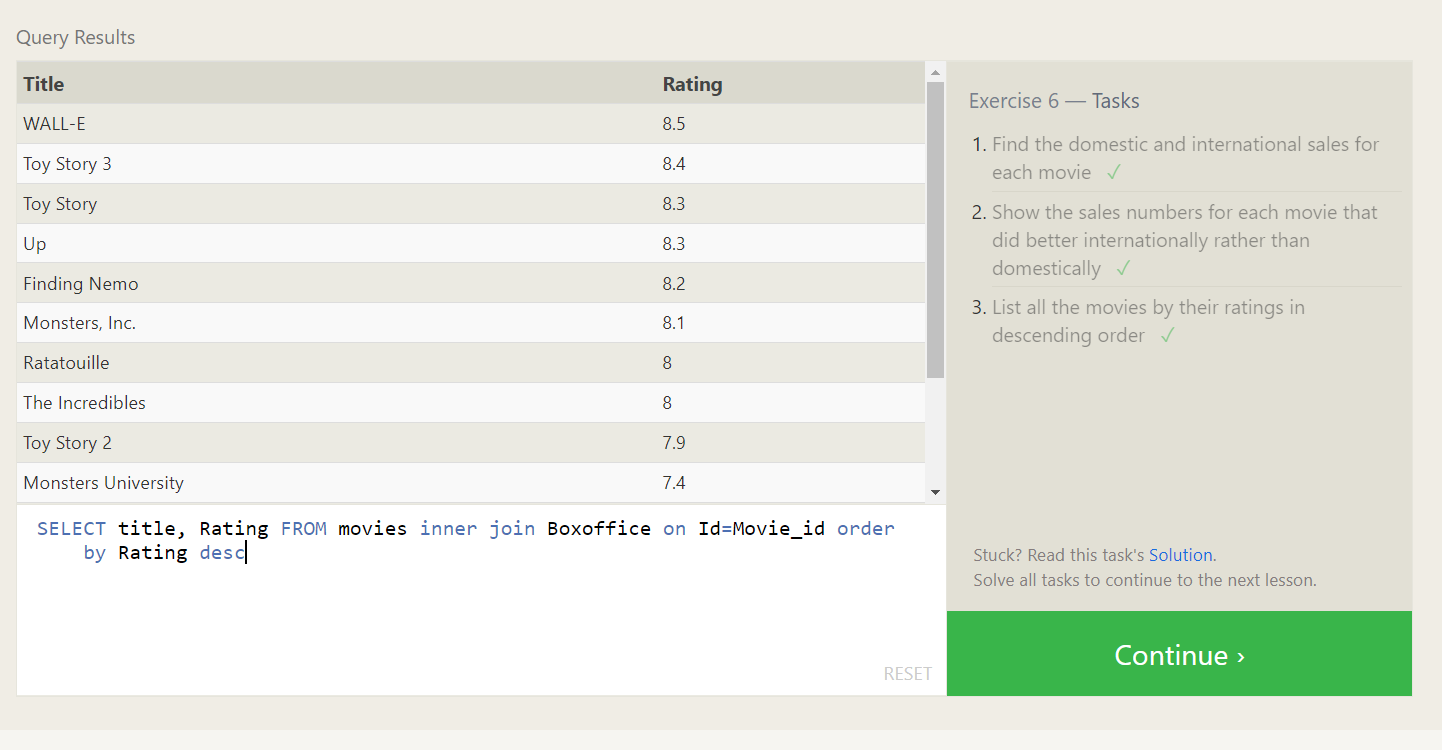 Query Results
Title Rating
WALL-E 8.5
Toy Story 3 8.4
Toy Story 8.3
Up 8.3
Finding Nemo 8.2
Monsters, Inc. 8.1
Ratatouille 8
The Incredibles 8
Toy Story 2 7.9
Monsters University 7.4
SELECT title, Rating FROM movies inner join Boxoffice on Id=Movie_id order
by Rating desc
RESET
Exercise 6 — Tasks
1. Find the domestic and international sales for
each movie ✓
2. Show the sales numbers for each movie that
did better internationally rather than
domestically ✓
3. List all the movies by their ratings in
descending order ✓
Stuck? Read this task's Solution.
Solve all tasks to continue to the next lesson.
Continue ›